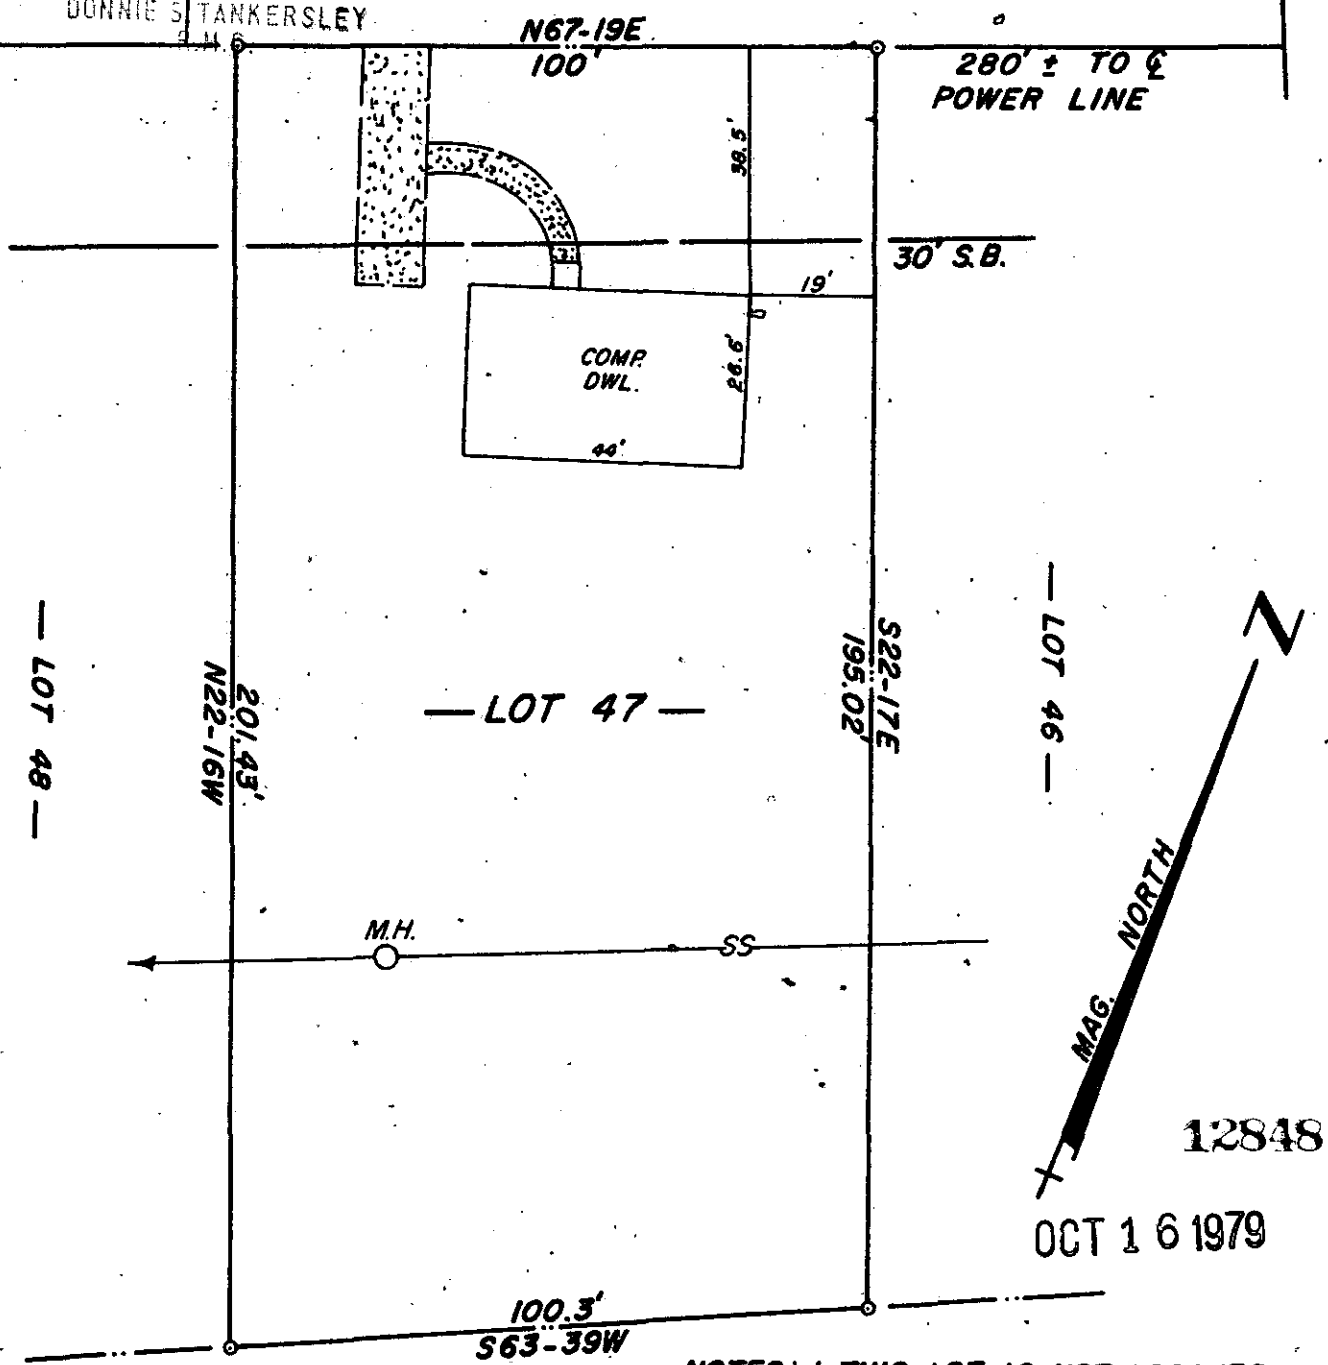 DONNIE S. TANKERSLEY
R.M.C.
N67-19E
100'
280' ± TO ℄
POWER LINE
38.5'
30' S.B.
19'
COMP.
DWL.
26.6'
44'
— LOT 48 —
201.43'
N22-16W
— LOT 47 —
S22-17E
195.02'
— LOT 46 —
N
MAG. NORTH
M.H.
SS
12848
OCT 16 1979
100.3'
S63-39W